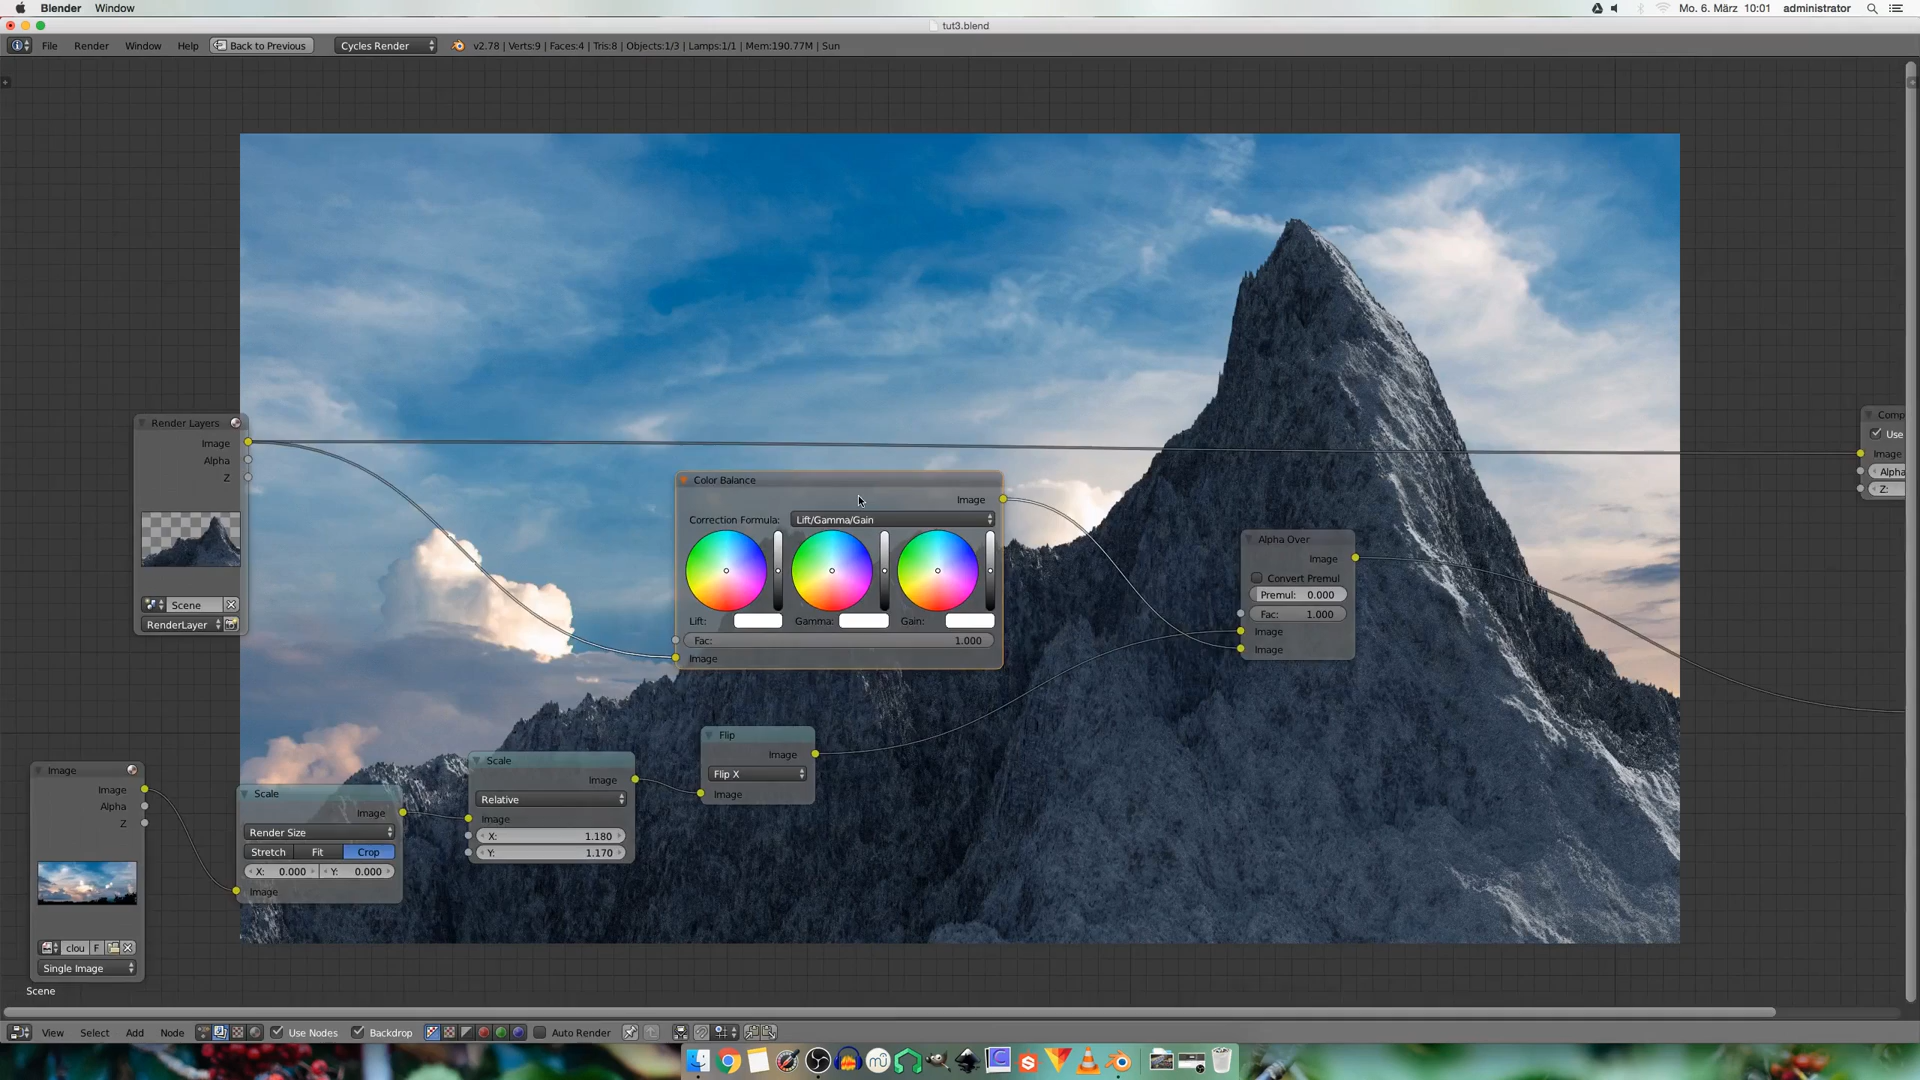 Blender Window
Mo. 6. März 10:01 administrator
tut3.blend
File Render Window Help Back to Previous Cycles Render v2.78 | Verts:9 | Faces:4 | Tris:8 | Objects:1/3 | Lamps:1/1 | Mem:190.77M | Sun
Render Layers
Image
Alpha
Z
Scene
RenderLayer
Color Balance
Image
Correction Formula: Lift/Gamma/Gain
Lift: Gamma: Gain:
Fac: 1.000
Image
Alpha Over
Image
Convert Premul
Premul: 0.000
Fac: 1.000
Image
Image
Comp
Use
Image
Alpha
Z:
Image
Image
Alpha
Z
clou F
Single Image
Scale
Image
Render Size
Stretch Fit Crop
X: 0.000 Y: 0.000
Image
Scale
Image
Relative
Image
X: 1.180
Y: 1.170
Flip
Image
Flip X
Image
Scene
View Select Add Node Use Nodes Backdrop Auto Render